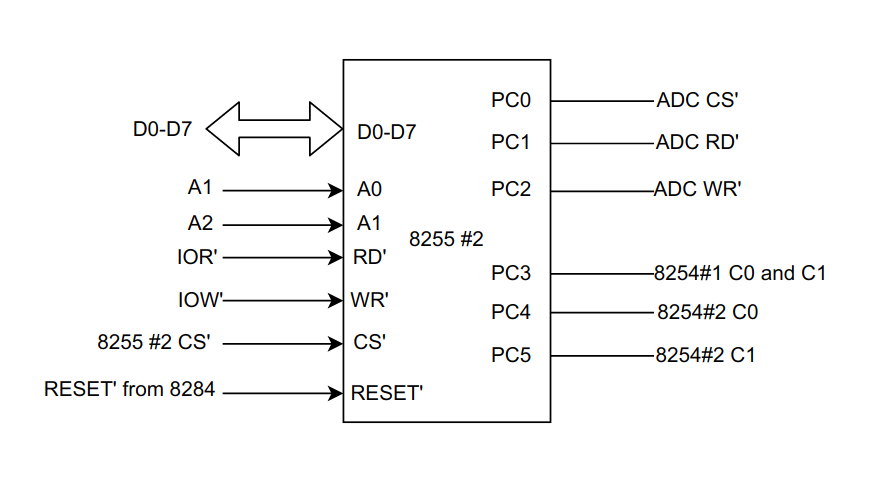 PC0 ADC CS'
D0-D7 D0-D7
PC1 ADC RD'
A1 A0 PC2 ADC WR'
A2 A1
8255 #2
IOR' RD'
PC3 8254#1 C0 and C1
IOW' WR'
PC4 8254#2 C0
8255 #2 CS' CS'
PC5 8254#2 C1
RESET' from 8284 RESET'